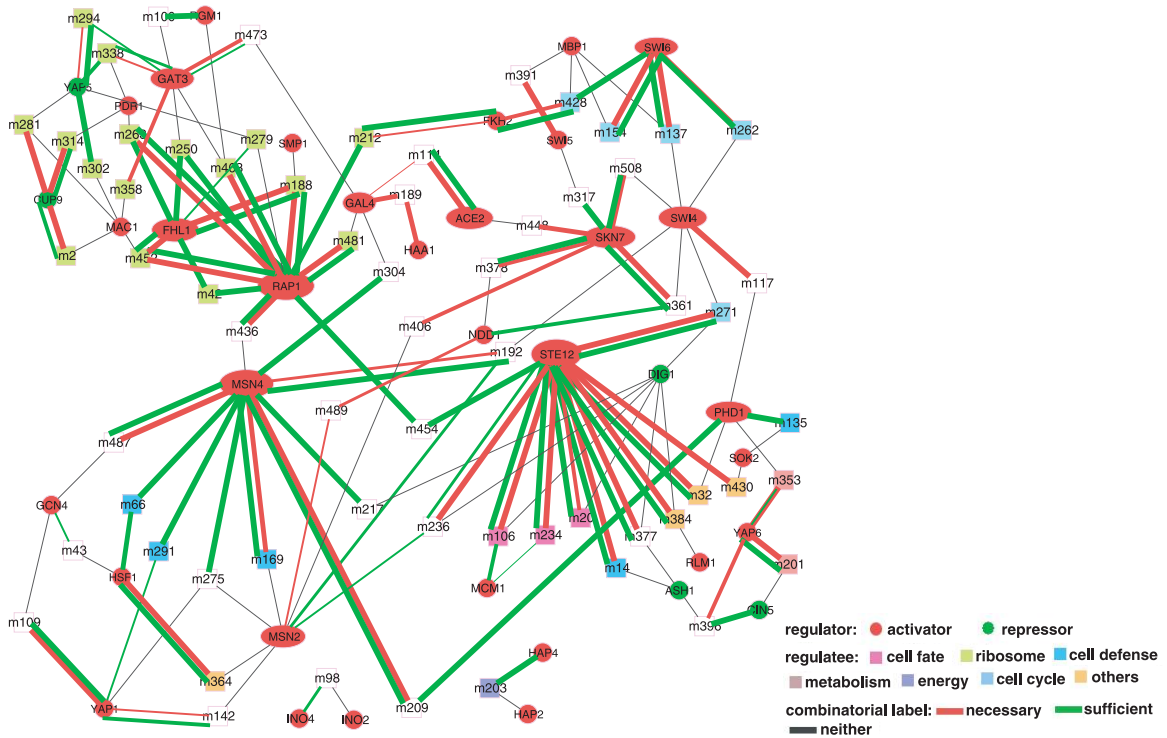 m294
m106
RGM1
m473
m338
GAT3
YAP5
PDR1
MBP1
SWI6
m391
m428
FKH2
m154
m137
m262
SWI5
m281
m314
m250
m279
SMP1
m212
m302
m188
m111
m508
m358
m189
m317
CUP9
GAL4
ACE2
SWI4
MAC1
FHL1
m448
SKN7
m481
HAA1
m2
m304
m378
RAP1
m117
m42
m361
m271
m436
m406
NDD1
m192
STE12
DIG1
MSN4
m489
PHD1
m135
m454
m487
SOK2
m353
m430
GCN4
m66
m32
m217
m236
m384
m20
YAP6
m106
m234
m377
m43
m291
m169
RLM1
m201
HSF1
m275
m14
MCM1
ASH1
CIN5
m109
m396
MSN2
HAP4
m364
m98
m203
YAP1
m142
m209
INO4
INO2
HAP2
regulator: activator repressor
regulatee: cell fate ribosome cell defense
metabolism energy cell cycle others
combinatorial label: necessary sufficient
neither